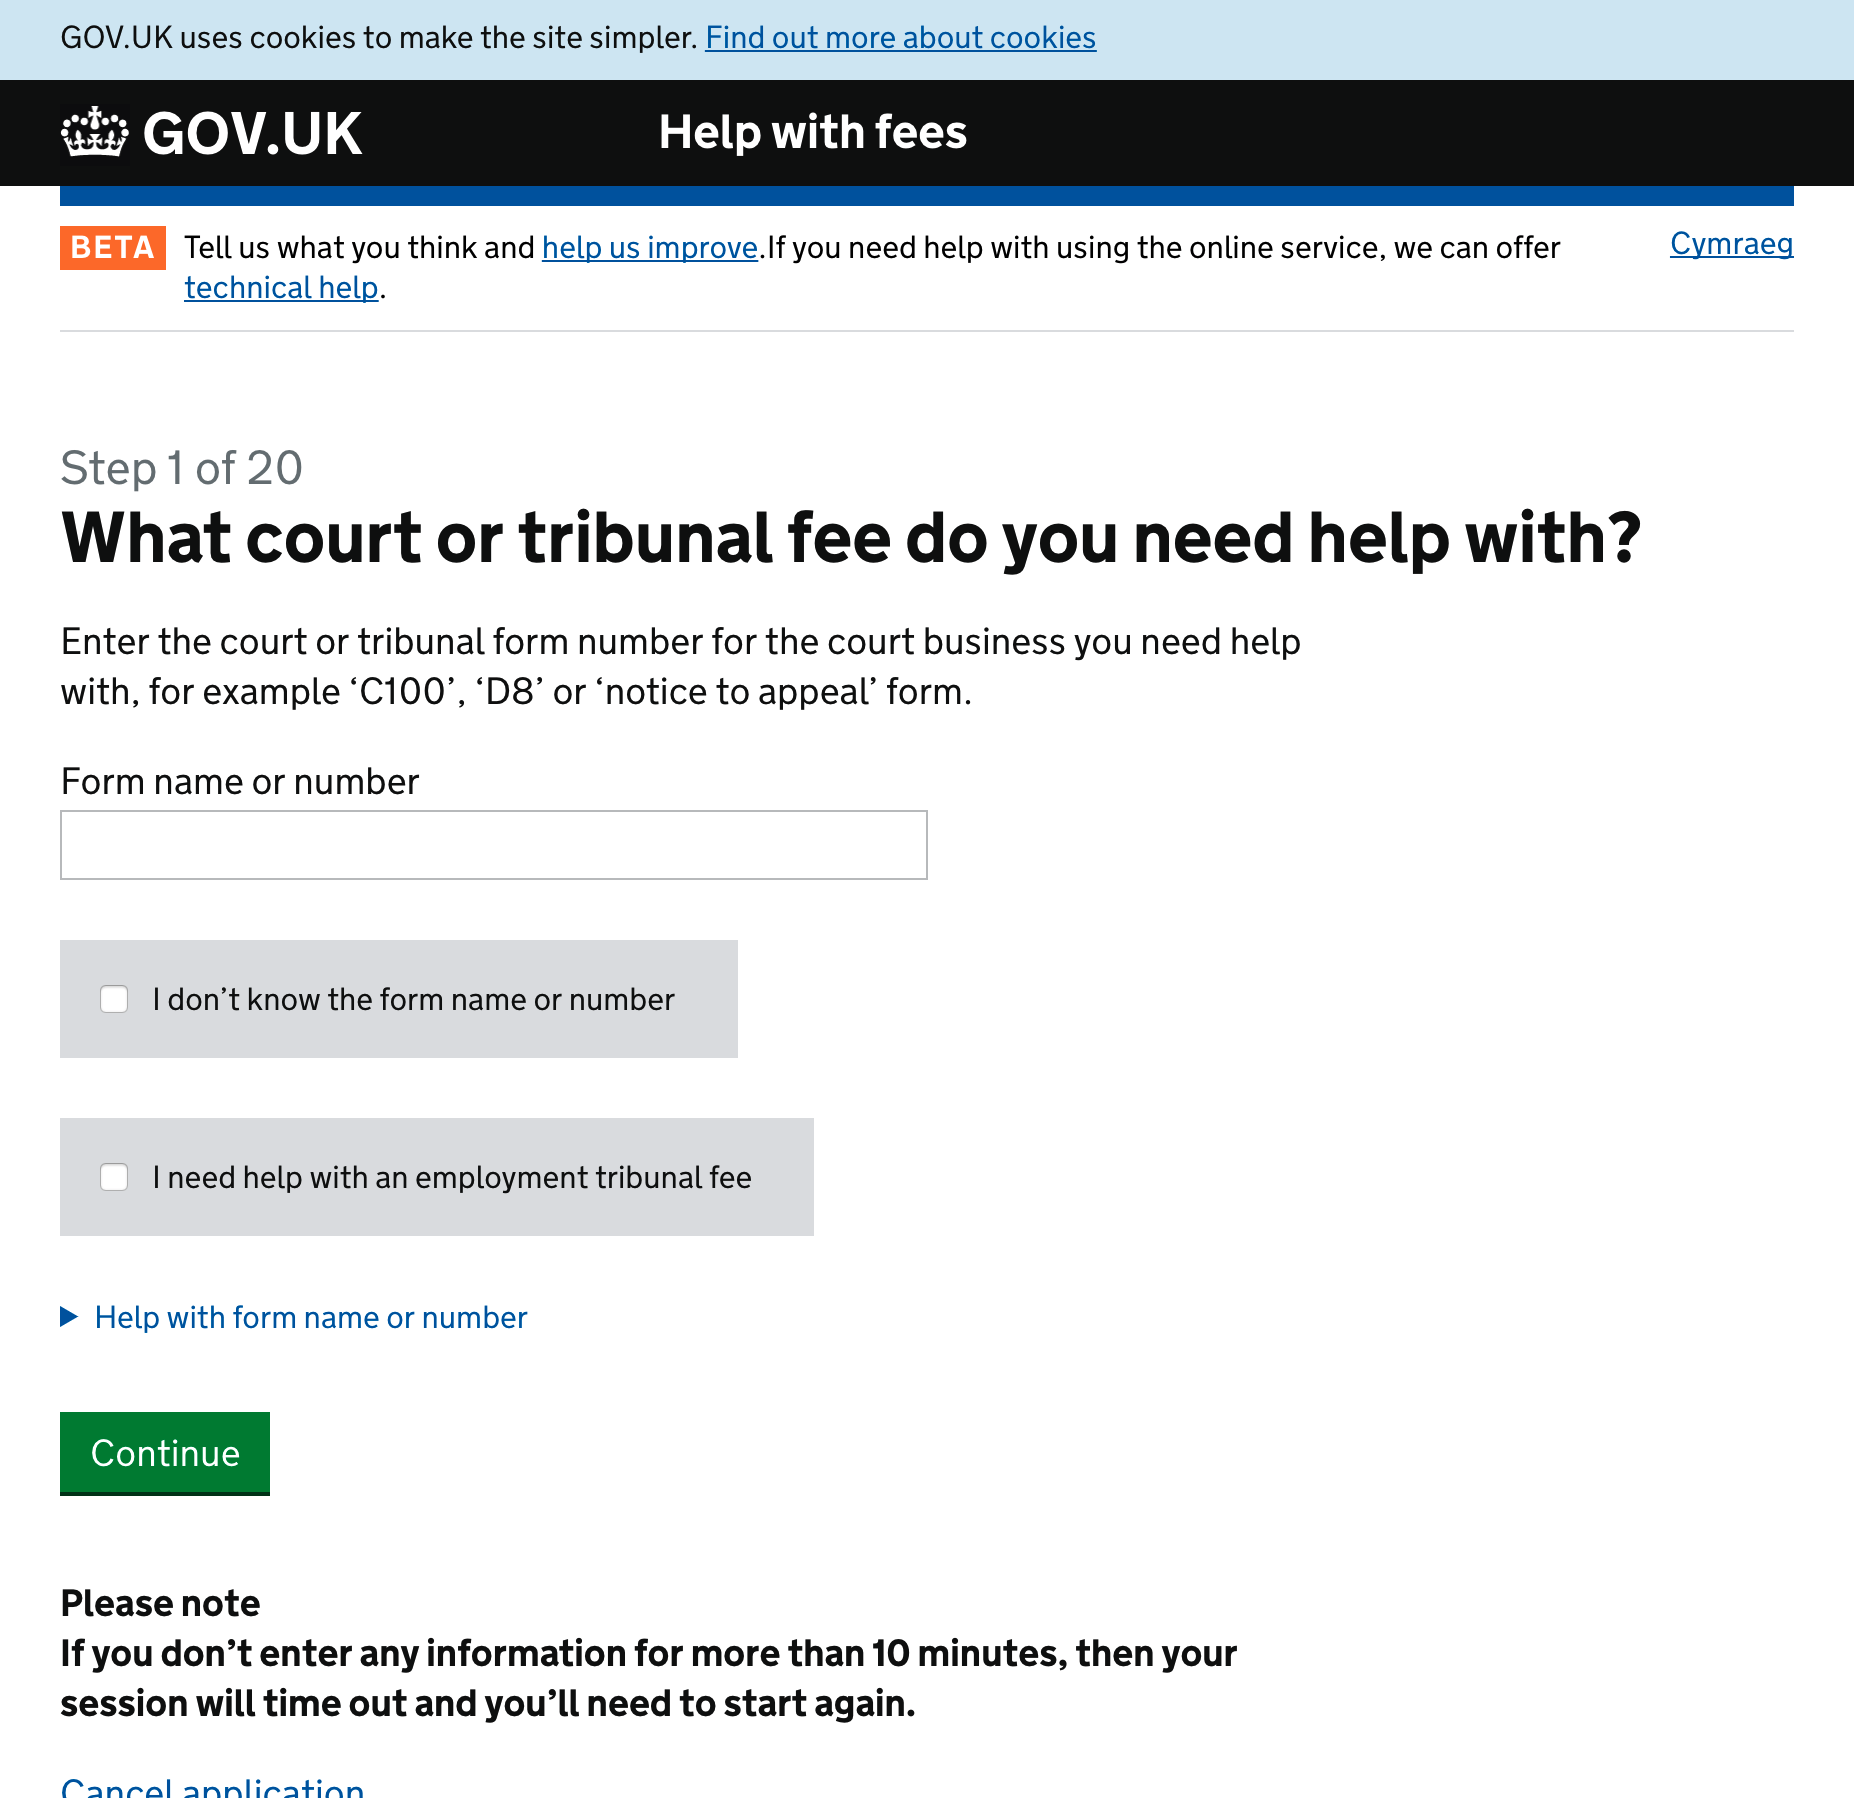 GOV.UK uses cookies to make the site simpler. Find out more about cookies
GOV.UK
Help with fees
BETA
Tell us what you think and help us improve.If you need help with using the online service, we can offer
technical help.
Cymraeg
Step 1 of 20
What court or tribunal fee do you need help with?
Enter the court or tribunal form number for the court business you need help
with, for example ‘C100’, ‘D8’ or ‘notice to appeal’ form.
Form name or number
I don’t know the form name or number
I need help with an employment tribunal fee
Help with form name or number
Continue
Please note
If you don’t enter any information for more than 10 minutes, then your
session will time out and you’ll need to start again.
Cancel application